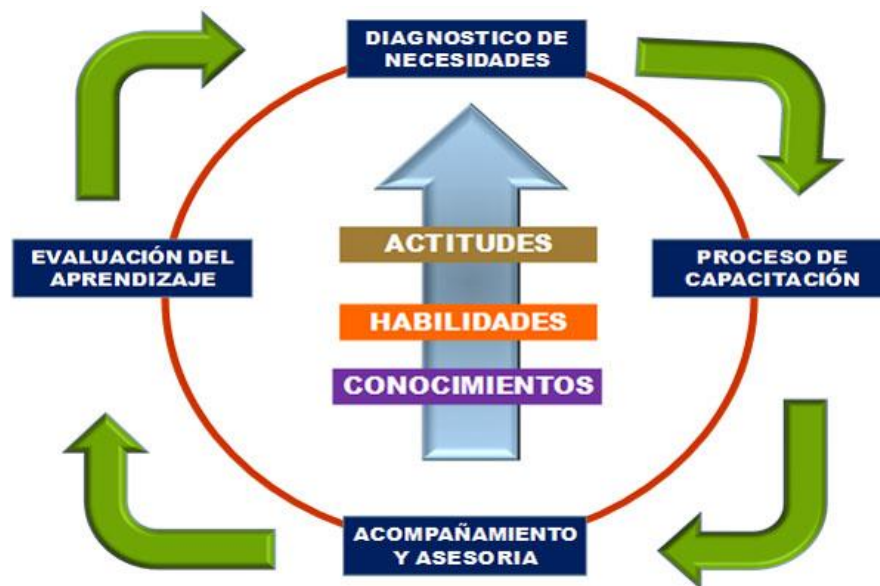 DIAGNOSTICO DE
NECESIDADES
EVALUACIÓN DEL
APRENDIZAJE
ACTITUDES
PROCESO DE
CAPACITACIÓN
HABILIDADES
CONOCIMIENTOS
ACOMPAÑAMIENTO
Y ASESORIA